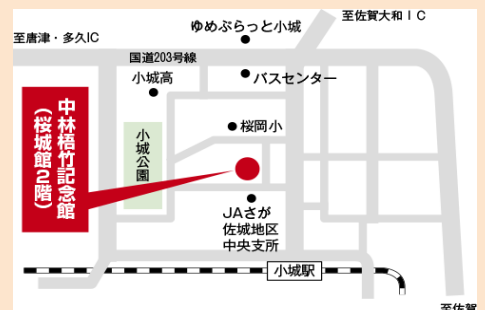 至佐賀大和IC
ゆめぷらっと小城
至唐津・多久IC
国道203号線
小城高
バスセンター
中林梧竹記念館
(桜城館2階)
小城公園
桜岡小
JAさが
佐城地区
中央支所
小城駅
至佐賀